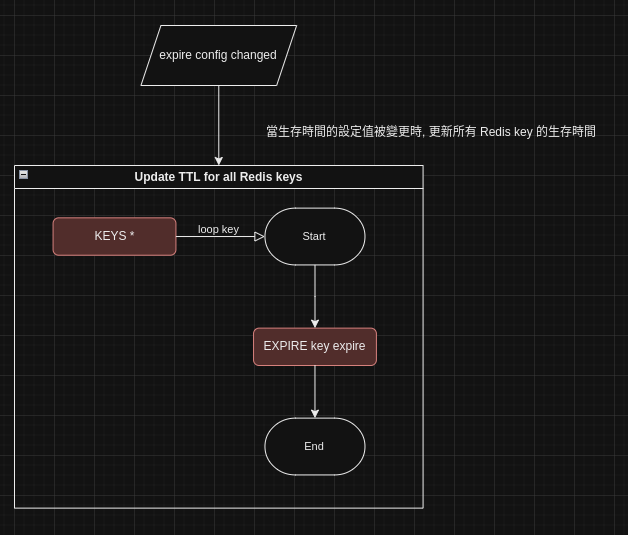 expire config changed
當生存時間的設定值被變更時, 更新所有 Redis key 的生存時間
Update TTL for all Redis keys
KEYS *
loop key
Start
EXPIRE key expire
End